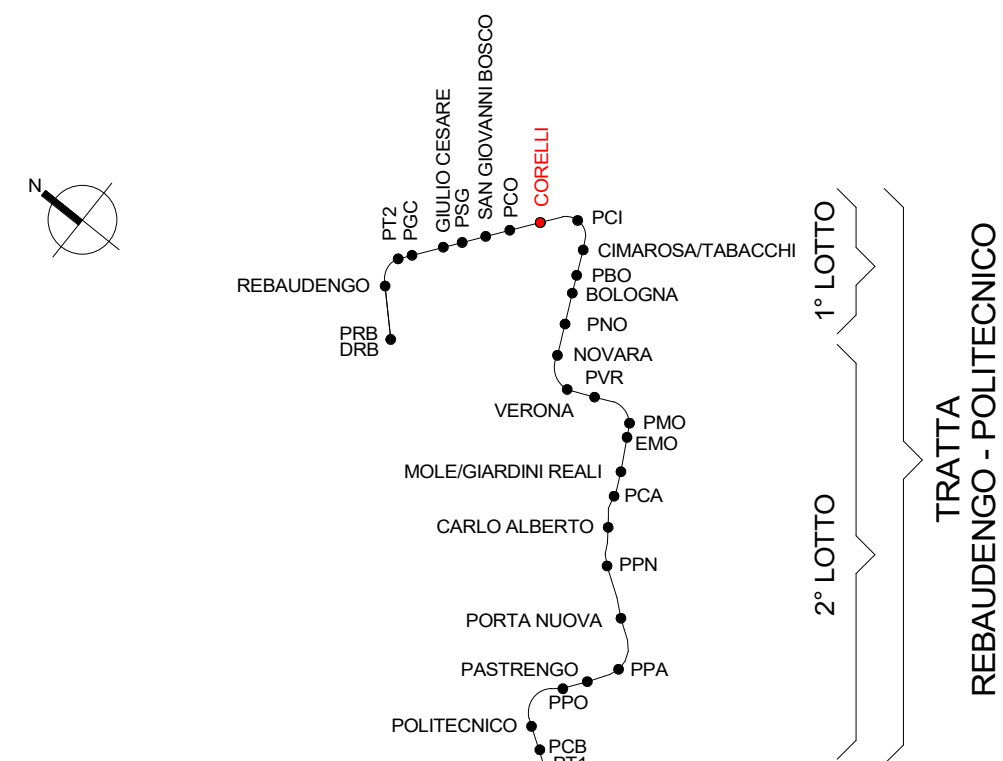 N
PT2
PGC
GIULIO CESARE
PSG
SAN GIOVANNI BOSCO
PCO
CORELLI
PCI
CIMAROSA/TABACCHI
PBO
BOLOGNA
PNO
NOVARA
PVR
VERONA
PMO
EMO
MOLE/GIARDINI REALI
PCA
CARLO ALBERTO
PPN
PORTA NUOVA
PASTRENGO
PPA
PPO
POLITECNICO
PCB
PT1
REBAUDENGO
PRB
DRB
1° LOTTO
2° LOTTO
TRATTA
REBAUDENGO - POLITECNICO